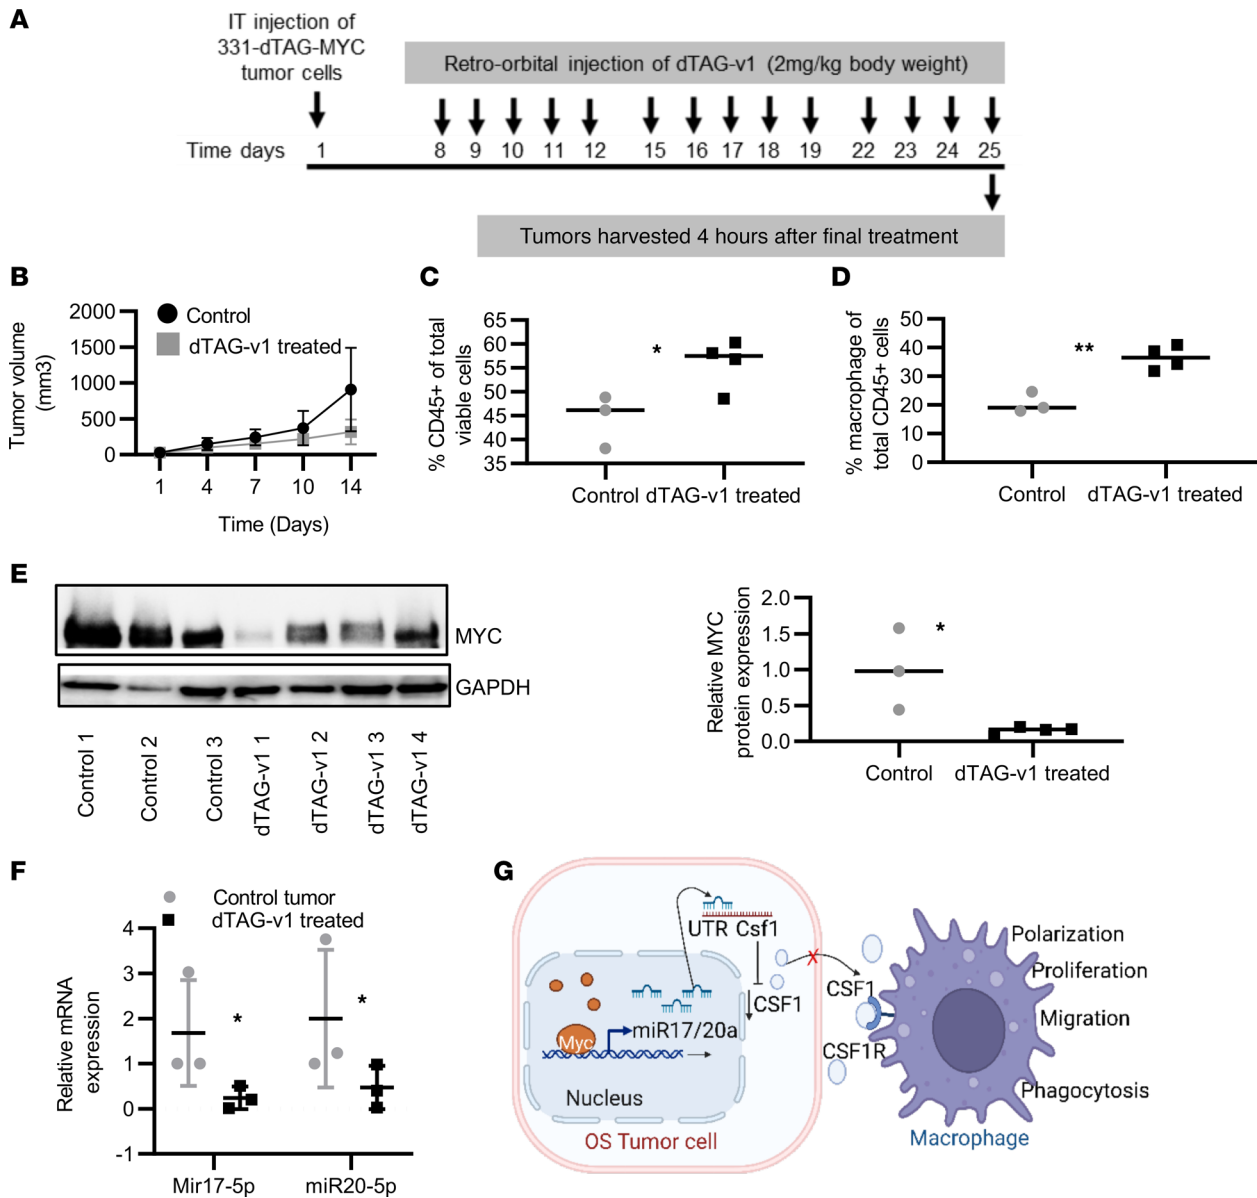 A
IT injection of
331-dTAG-MYC
tumor cells
Retro-orbital injection of dTAG-v1 (2mg/kg body weight)
Time days 1 8 9 10 11 12 15 16 17 18 19 22 23 24 25
Tumors harvested 4 hours after final treatment
B
Tumor volume
(mm3)
2000
1500
1000
500
0
Control
dTAG-v1 treated
1 4 7 10 14
Time (Days)
C
% CD45+ of total
viable cells
65
60
55
50
45
40
35
*
Control dTAG-v1 treated
D
% macrophage of
total CD45+ cells
50
40
30
20
10
0
**
Control dTAG-v1 treated
E
MYC
GAPDH
Control 1
Control 2
Control 3
dTAG-v1 1
dTAG-v1 2
dTAG-v1 3
dTAG-v1 4
Relative MYC
protein expression
2.0
1.5
1.0
0.5
0.0
*
Control dTAG-v1 treated
F
Control tumor
dTAG-v1 treated
Relative mRNA
expression
4
3
2
1
0
-1
*
*
Mir17-5p miR20-5p
G
UTR Csf1
CSF1
miR17/20a
Myc
Nucleus
OS Tumor cell
X
CSF1
CSF1R
Polarization
Proliferation
Migration
Phagocytosis
Macrophage